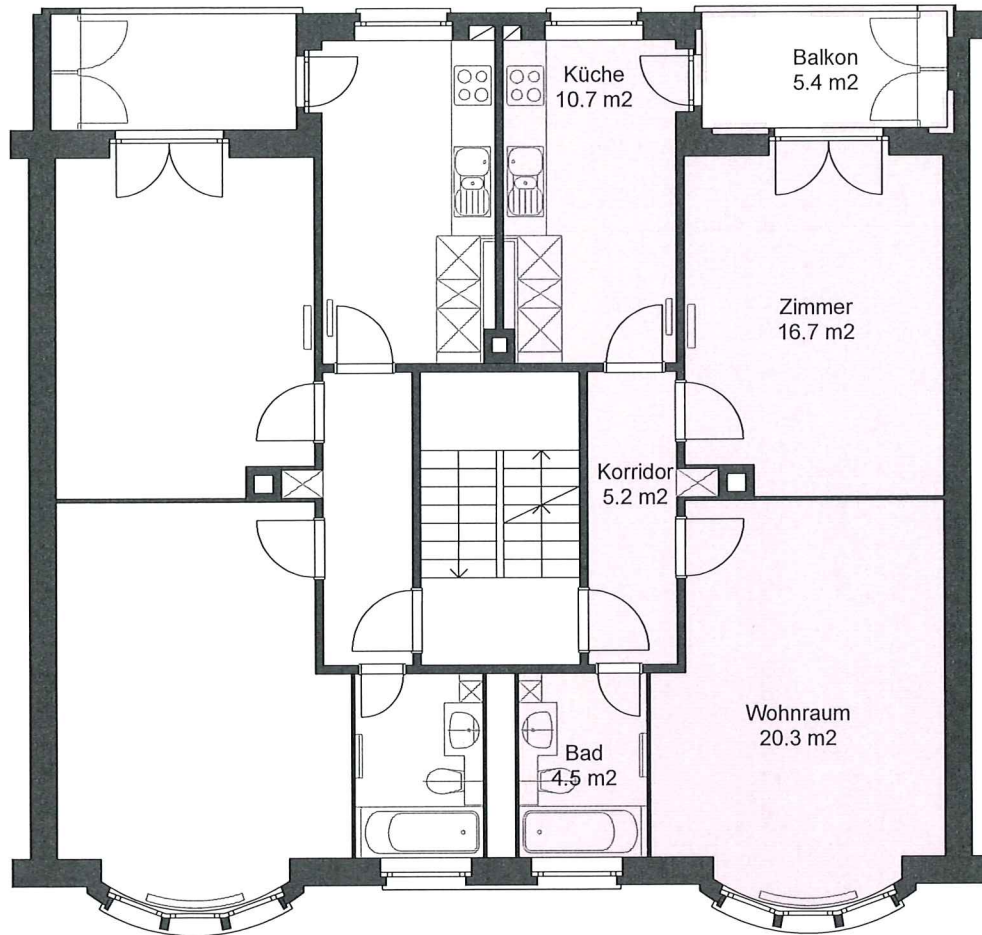 Balkon
5.4 m2
Küche
10.7 m2
Zimmer
16.7 m2
Korridor
5.2 m2
Wohnraum
20.3 m2
Bad
4.5 m2